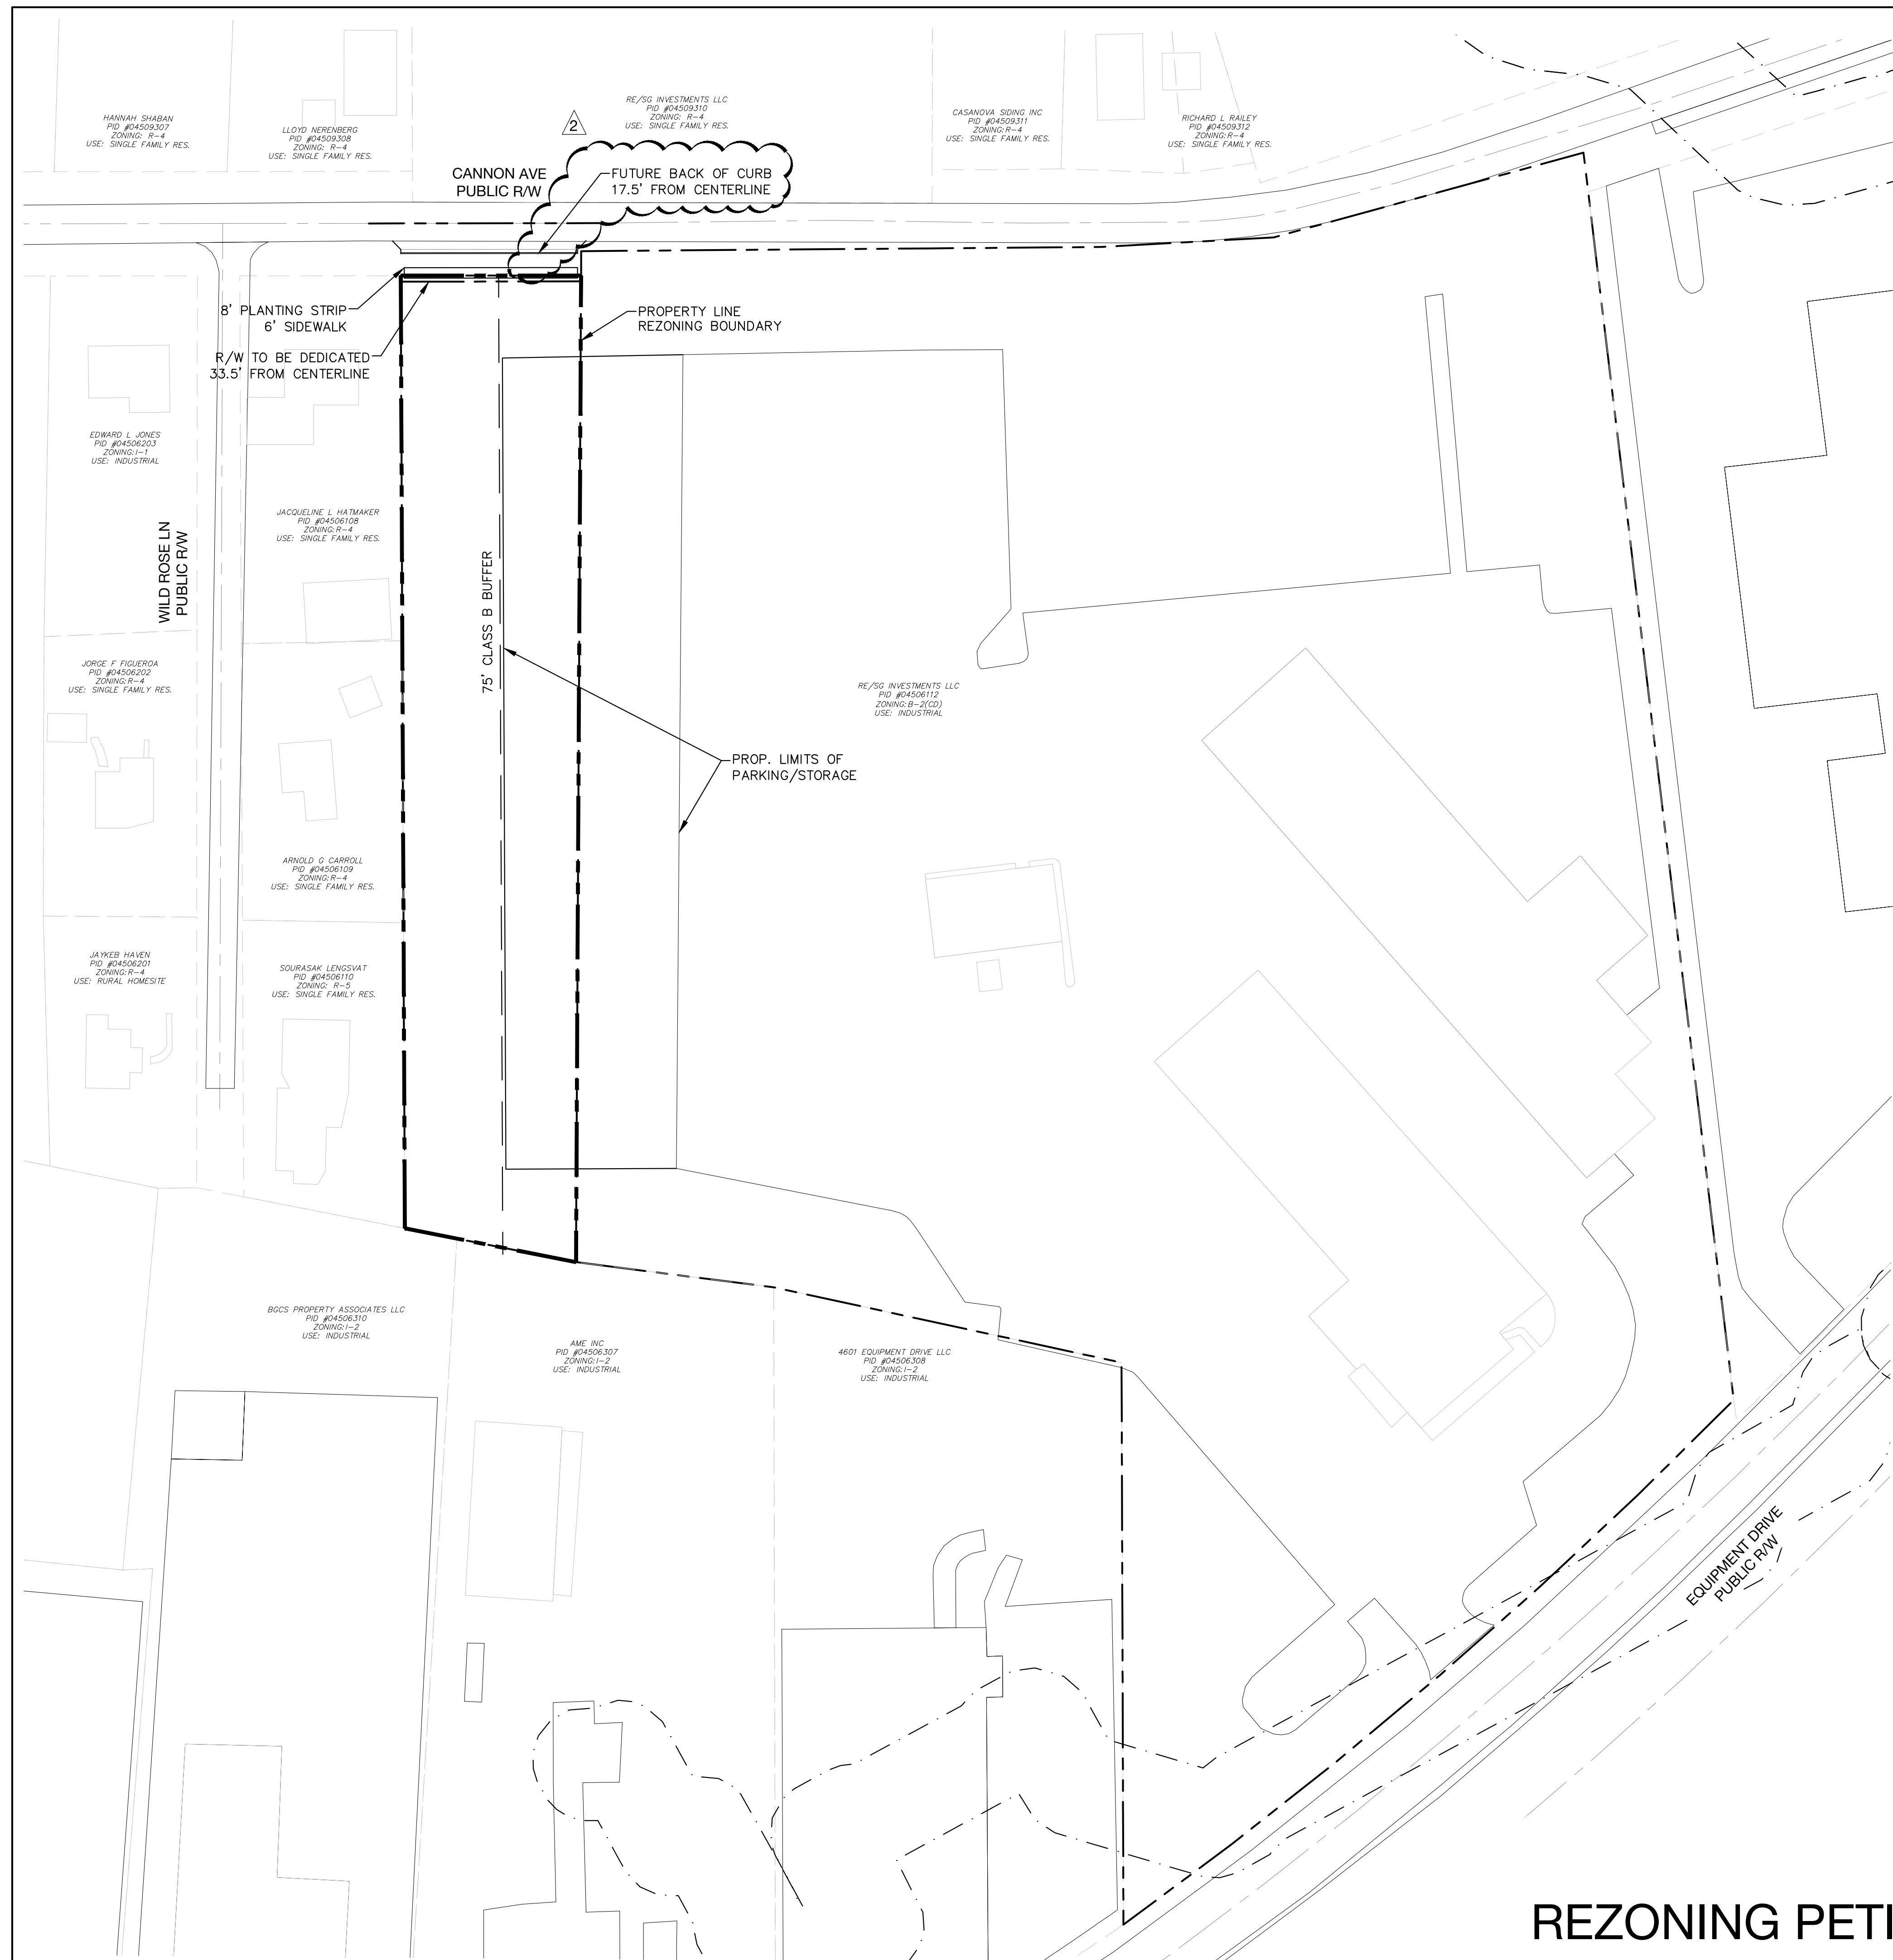 HANNAH SHABAN
PID #04509307
ZONING: R-4
USE: SINGLE FAMILY RES.
LLOYD NERENBERG
PID #04509308
ZONING: R-4
USE: SINGLE FAMILY RES.
RE/SG INVESTMENTS LLC
PID #04509310
ZONING: R-4
USE: SINGLE FAMILY RES.
2
CASANOVA SIDING INC
PID #04509311
ZONING: R-4
USE: SINGLE FAMILY RES.
RICHARD L RAILEY
PID #04509312
ZONING: R-4
USE: SINGLE FAMILY RES.
CANNON AVE
PUBLIC R/W
FUTURE BACK OF CURB
17.5' FROM CENTERLINE
8' PLANTING STRIP
6' SIDEWALK
R/W TO BE DEDICATED
33.5' FROM CENTERLINE
PROPERTY LINE
REZONING BOUNDARY
EDWARD L JONES
PID #04506203
ZONING: I-1
USE: INDUSTRIAL
JACQUELINE L HATMAKER
PID #04506108
ZONING: R-4
USE: SINGLE FAMILY RES.
WILD ROSE LN
PUBLIC R/W
75' CLASS B BUFFER
JORGE F FIGUEROA
PID #04506202
ZONING: R-4
USE: SINGLE FAMILY RES.
RE/SG INVESTMENTS LLC
PID #04506112
ZONING: B-2(CD)
USE: INDUSTRIAL
PROP. LIMITS OF
PARKING/STORAGE
ARNOLD G CARROLL
PID #04506109
ZONING: R-4
USE: SINGLE FAMILY RES.
JAYKEB HAVEN
PID #04506201
ZONING: R-4
USE: RURAL HOMESITE
SOURASAK LENGSVAT
PID #04506110
ZONING: R-5
USE: SINGLE FAMILY RES.
BGCS PROPERTY ASSOCIATES LLC
PID #04506310
ZONING: I-2
USE: INDUSTRIAL
AME INC
PID #04506307
ZONING: I-2
USE: INDUSTRIAL
4601 EQUIPMENT DRIVE LLC
PID #04506308
ZONING: I-2
USE: INDUSTRIAL
EQUIPMENT DRIVE
PUBLIC R/W
REZONING PETI